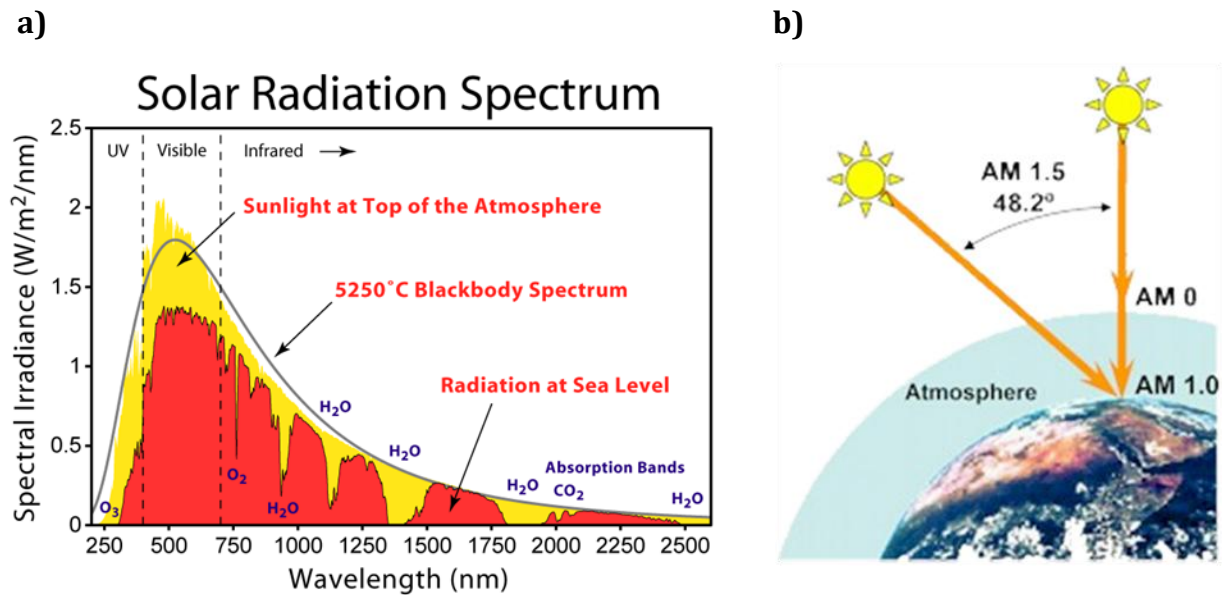 a)
Solar Radiation Spectrum
UV Visible Infrared
Sunlight at Top of the Atmosphere
5250°C Blackbody Spectrum
Radiation at Sea Level
H₂O
H₂O
Absorption Bands
H₂O CO₂ H₂O
O₂
O₃ H₂O
Spectral Irradiance (W/m²/nm)
2.5
2
1.5
1
0.5
0
250 500 750 1000 1250 1500 1750 2000 2250 2500
Wavelength (nm)
b)
AM 1.5
48.2º
AM 0
AM 1.0
Atmosphere